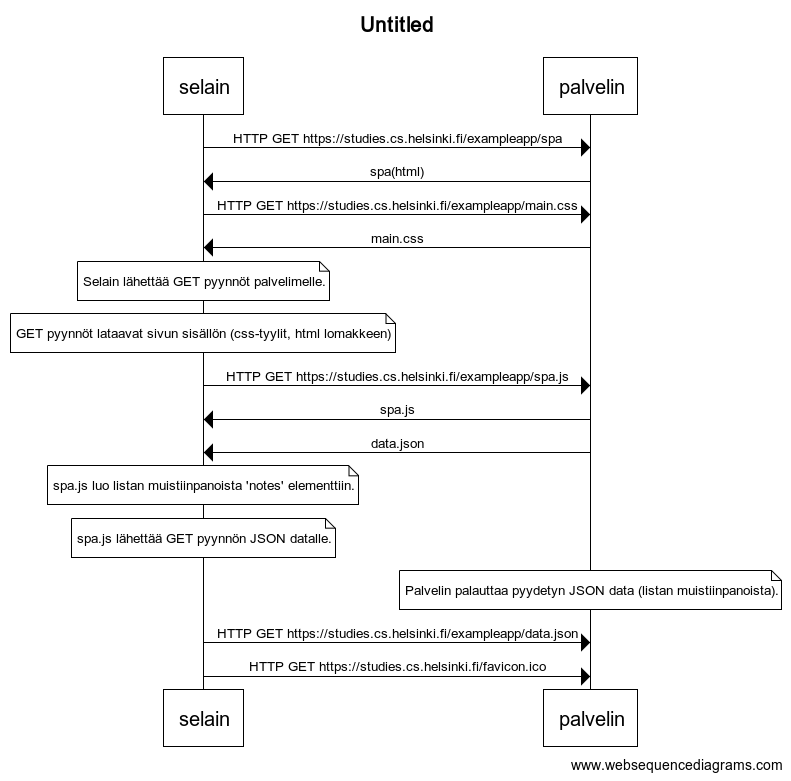 Untitled
selain
palvelin
HTTP GET https://studies.cs.helsinki.fi/exampleapp/spa
spa(html)
HTTP GET https://studies.cs.helsinki.fi/exampleapp/main.css
main.css
Selain lähettää GET pyynnöt palvelimelle.
GET pyynnöt lataavat sivun sisällön (css-tyylit, html lomakkeen)
HTTP GET https://studies.cs.helsinki.fi/exampleapp/spa.js
spa.js
data.json
spa.js luo listan muistiinpanoista 'notes' elementtiin.
spa.js lähettää GET pyynnön JSON datalle.
Palvelin palauttaa pyydetyn JSON data (listan muistiinpanoista).
HTTP GET https://studies.cs.helsinki.fi/exampleapp/data.json
HTTP GET https://studies.cs.helsinki.fi/favicon.ico
selain
palvelin
www.websequencediagrams.com